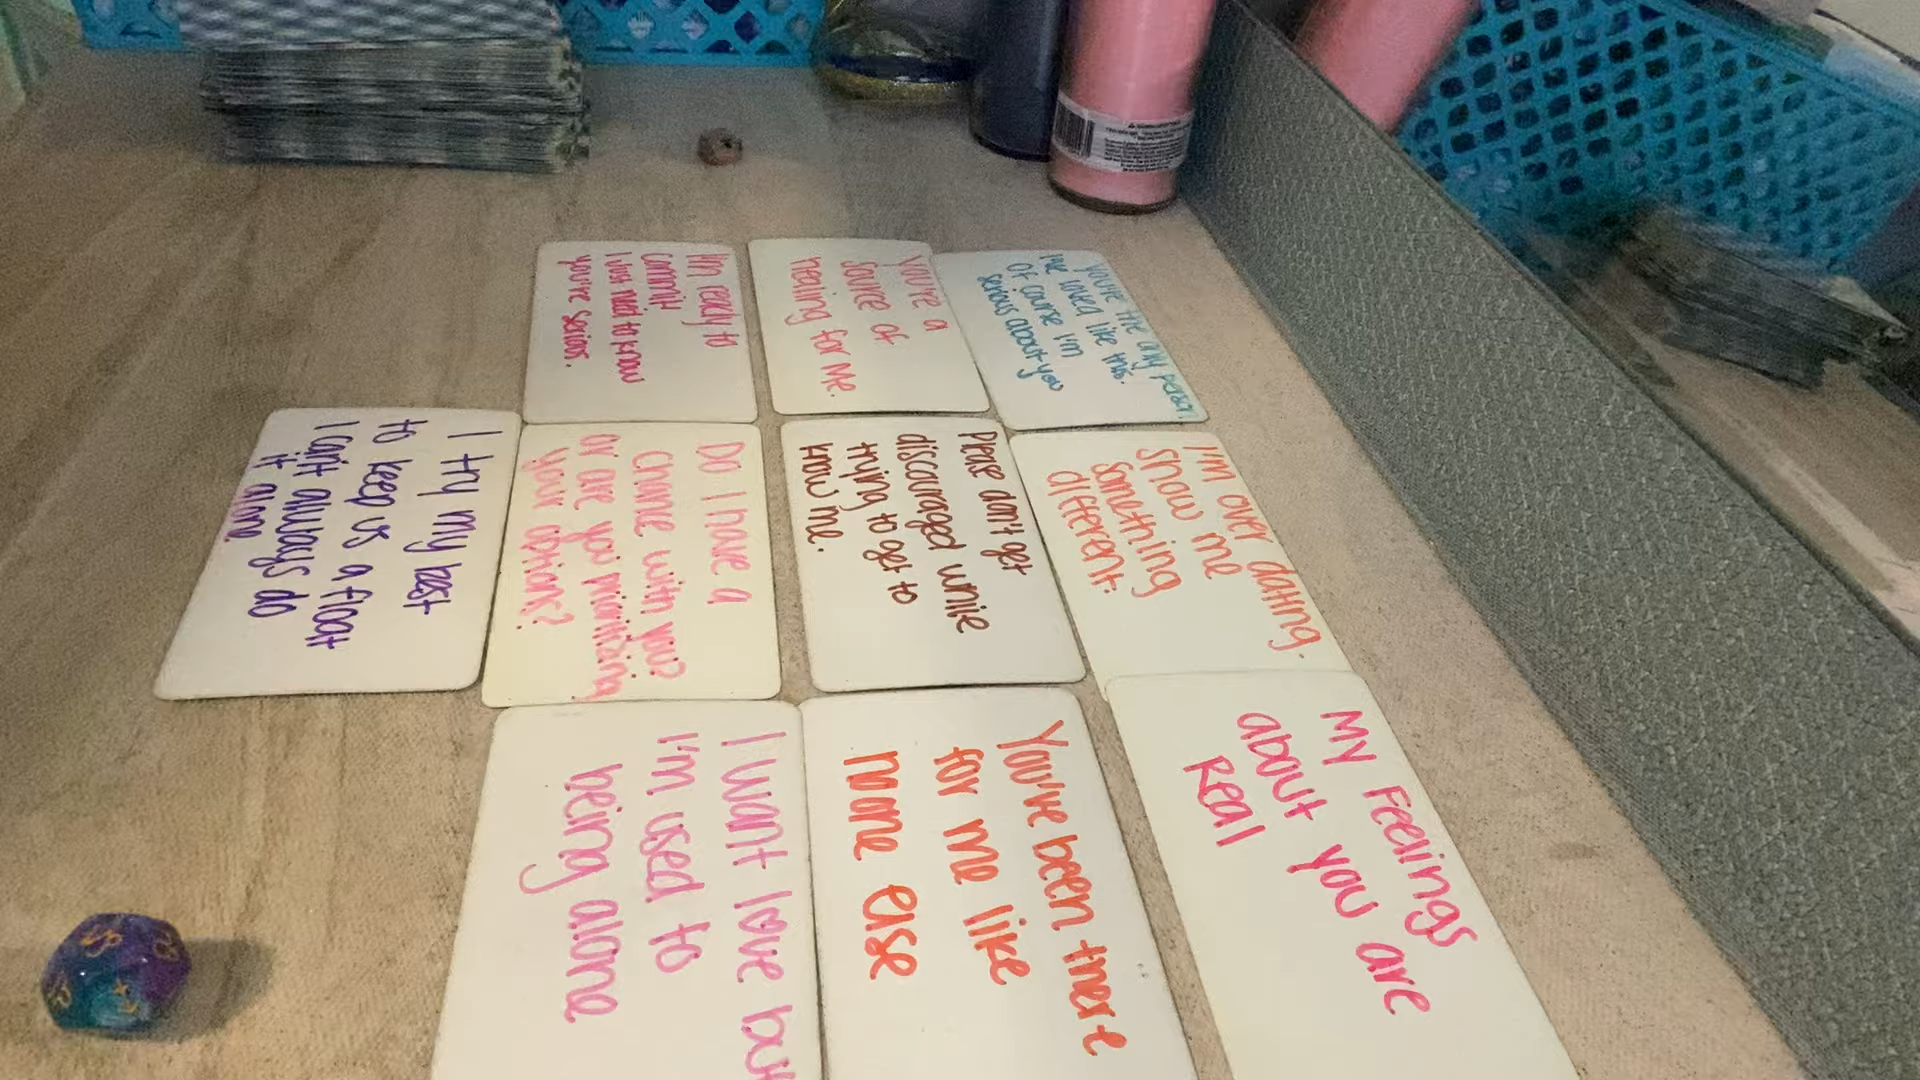 I'm ready to
commit
I just need to know
you're serious.
You're a
source of
healing for me.
You're the only person
I've loved like this.
Of course I'm
serious about you
I try my best
to keep us a float
I can't always do
it alone.
Do I have a
chance with you?
or are you prioritizing
your options?
Please don't get
discouraged while
trying to get to
know me.
I'm over dating.
show me
something
different.
I want love but
I'm used to
being alone
You've been there
for me like
no one else
My Feelings
about you are
Real